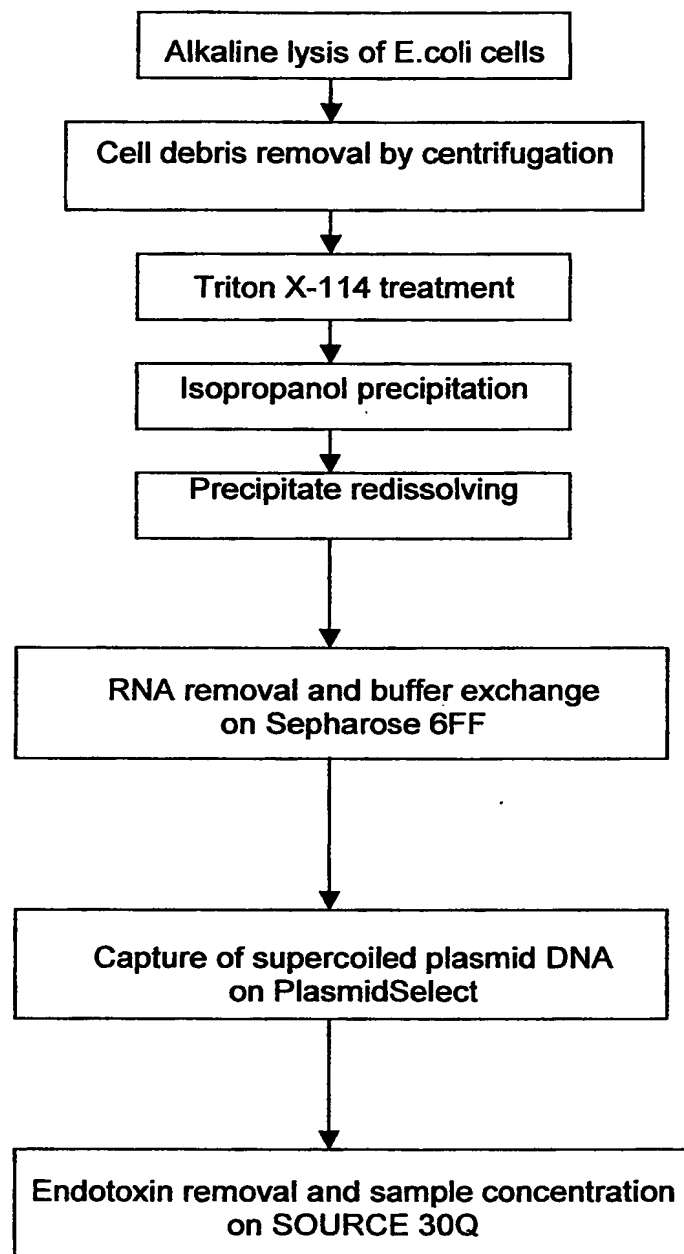 Alkaline lysis of E.coli cells
Cell debris removal by centrifugation
Triton X-114 treatment
Isopropanol precipitation
Precipitate redissolving
RNA removal and buffer exchange
on Sepharose 6FF
Capture of supercoiled plasmid DNA
on PlasmidSelect
Endotoxin removal and sample concentration
on SOURCE 30Q